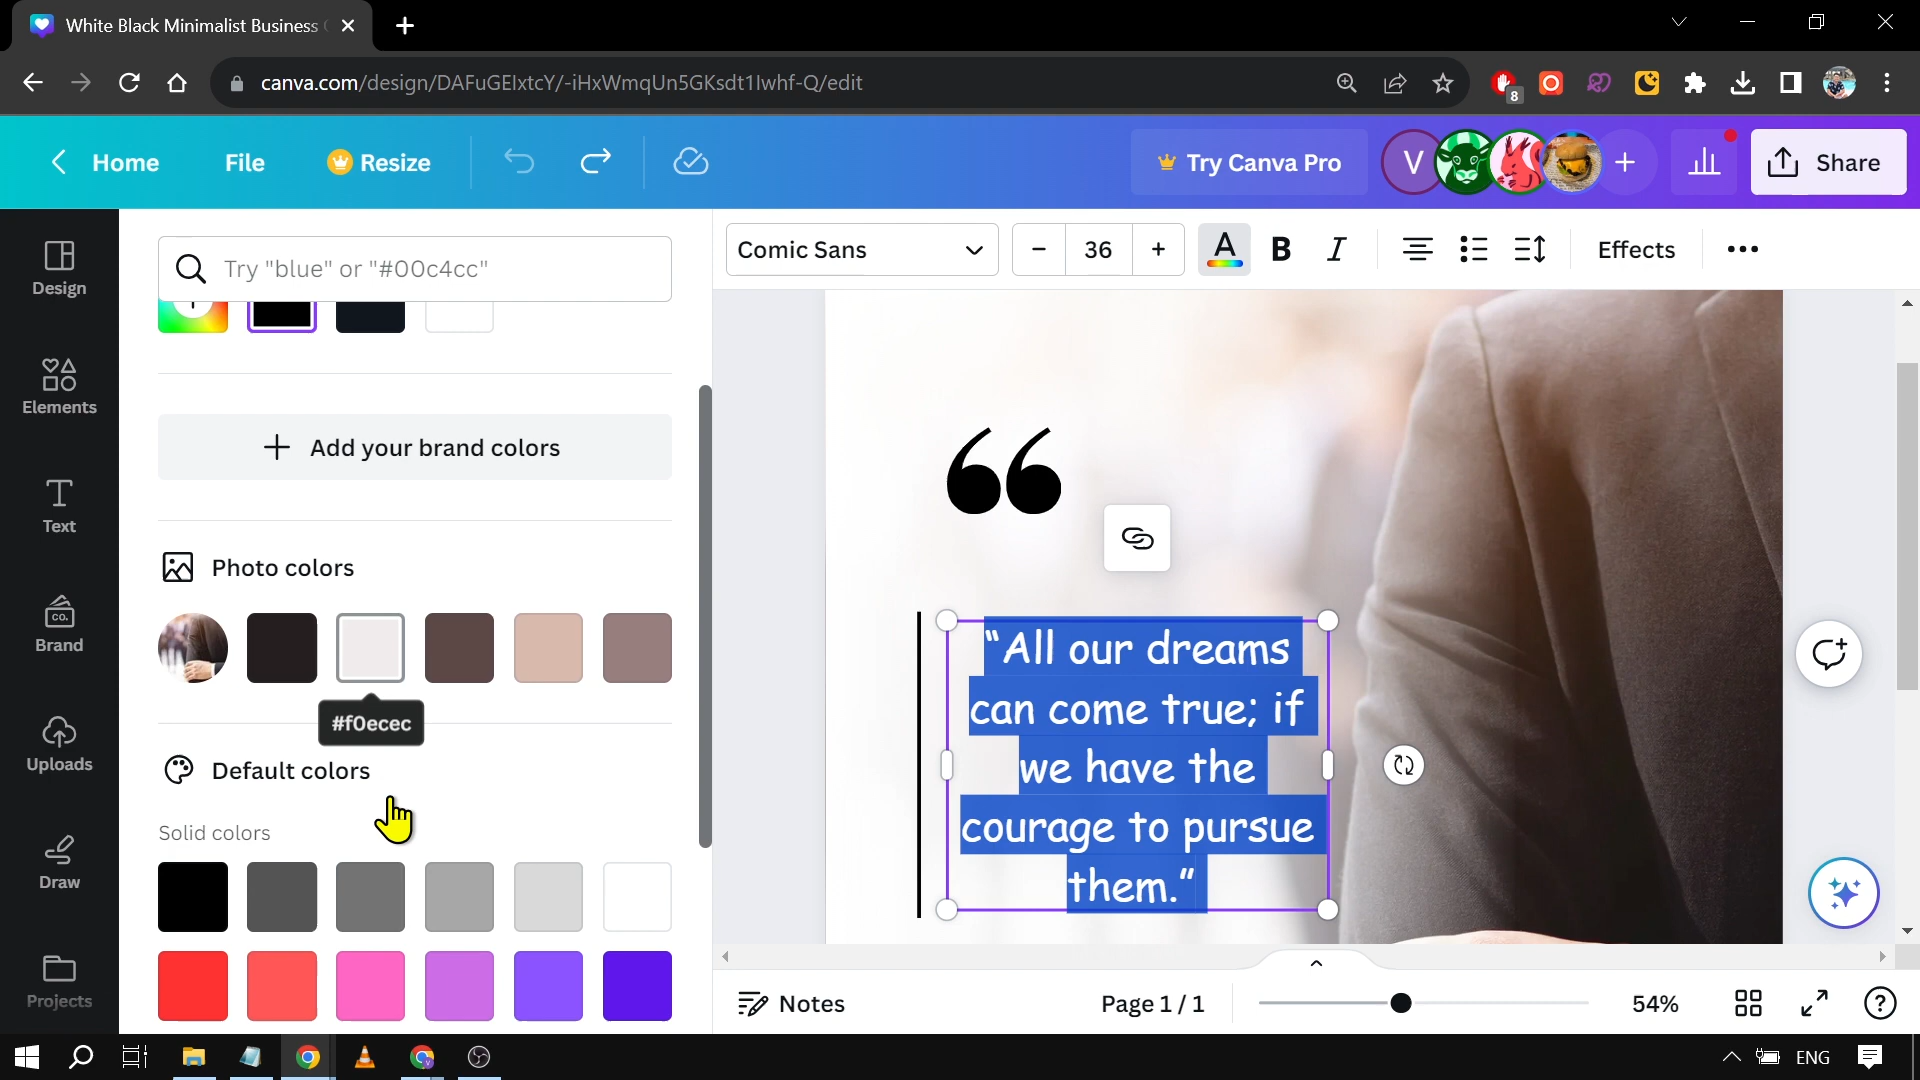 White Black Minimalist Business
canva.com/design/DAFuGEIxtcY/-iHxWmqUn5GKsdt1Iwhf-Q/edit
8
Home
File
Resize
Try Canva Pro
V
Share
Design
Elements
Text
CO.
Brand
Uploads
Draw
Projects
Try "blue" or "#00c4cc"
Add your brand colors
Photo colors
#f0ecec
Default colors
Solid colors
Comic Sans
36
A
B
I
Effects
“All our dreams
can come true; if
we have the
courage to pursue
them.”
Notes
Page 1 / 1
54%
ENG